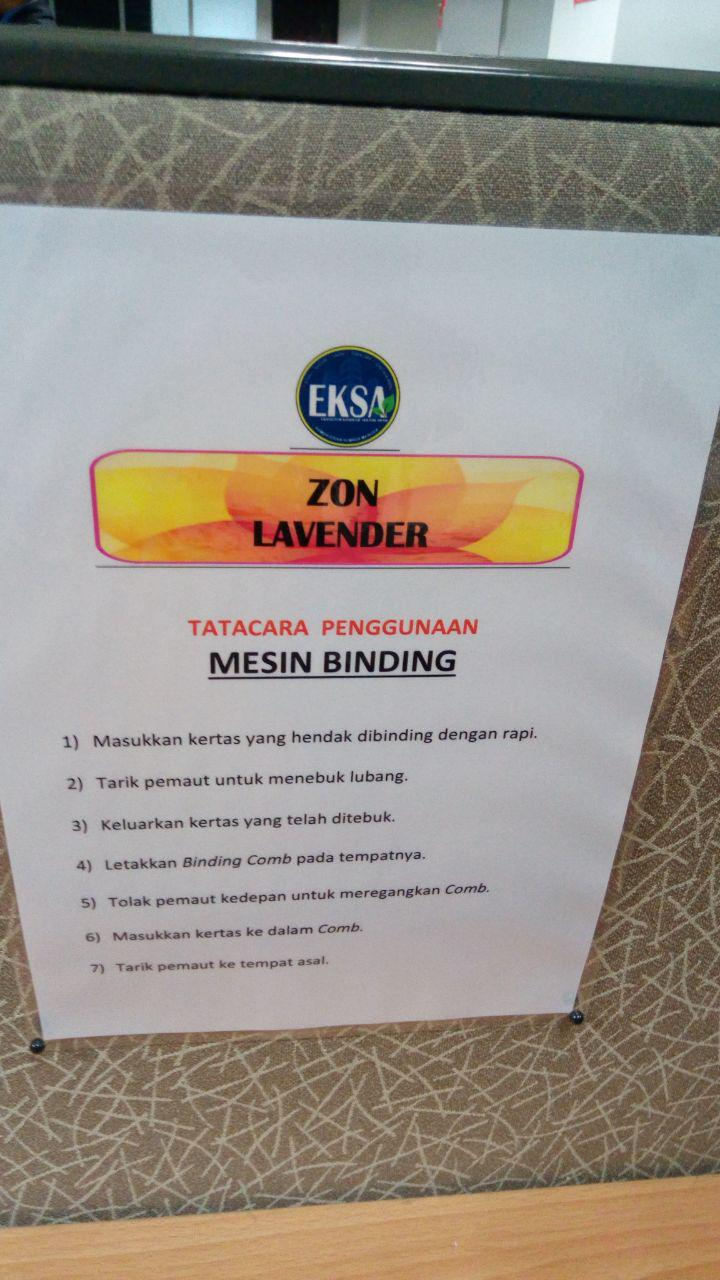 EKSA
ZON
LAVENDER
TATACARA PENGGUNAAN
MESIN BINDING
1) Masukkan kertas yang hendak dibinding dengan rapi.
2) Tarik pemaut untuk menebuk lubang.
3) Keluarkan kertas yang telah ditebuk.
4) Letakkan Binding Comb pada tempatnya.
5) Tolak pemaut kedepan untuk meregangkan Comb.
6) Masukkan kertas ke dalam Comb.
7) Tarik pemaut ke tempat asal.